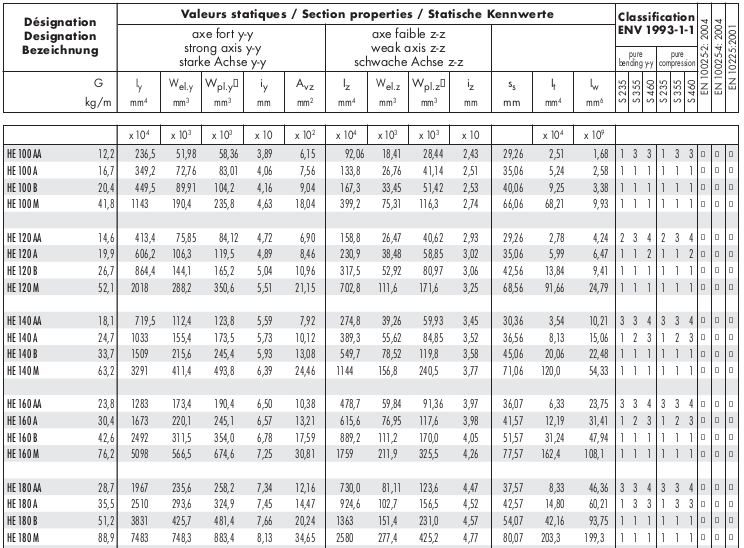 Désignation
Designation
Bezeichnung
Valeurs statiques / Section properties / Statische Kennwerte
Classification
ENV 1993-1-1
EN 10025-2: 2004
EN 10025-4: 2004
EN 10225:2001
axe fort y-y
strong axis y-y
starke Achse y-y
axe faible z-z
weak axis z-z
schwache Achse z-z
pure bending y-y
pure compression
G Iy Wel.y Wpl.y□ iy Avz Iz Wel.z Wpl.z□ iz ss It Iw S 235 S 355 S 460 S 235 S 355 S 460
kg/m mm4 mm3 mm3 mm mm2 mm4 mm3 mm3 mm mm mm4 mm6
x 10⁴ x 10³ x 10³ x 10 x 10² x 10⁴ x 10³ x 10³ x 10 x 10⁴ x 10⁹
HE 100 AA 12,2 236,5 51,98 58,36 3,89 6,15 92,06 18,41 28,44 2,43 29,26 2,51 1,68 1 3 3 1 3 3 □ □ □
HE 100 A 16,7 349,2 72,76 83,01 4,06 7,56 133,8 26,76 41,14 2,51 35,06 5,24 2,58 1 1 1 1 1 1 □ □ □
HE 100 B 20,4 449,5 89,91 104,2 4,16 9,04 167,3 33,45 51,42 2,53 40,06 9,25 3,38 1 1 1 1 1 1 □ □ □
HE 100 M 41,8 1143 190,4 235,8 4,63 18,04 399,2 75,31 116,3 2,74 66,06 68,21 9,93 1 1 1 1 1 1 □ □ □
HE 120 AA 14,6 413,4 75,85 84,12 4,72 6,90 158,8 26,47 40,62 2,93 29,26 2,78 4,24 2 3 4 2 3 4 □ □ □
HE 120 A 19,9 606,2 106,3 119,5 4,89 8,46 230,9 38,48 58,85 3,02 35,06 5,99 6,47 1 1 2 1 1 2 □ □ □
HE 120 B 26,7 864,4 144,1 165,2 5,04 10,96 317,5 52,92 80,97 3,06 42,56 13,84 9,41 1 1 1 1 1 1 □ □ □
HE 120 M 52,1 2018 288,2 350,6 5,51 21,15 702,8 111,6 171,6 3,25 68,56 91,66 24,79 1 1 1 1 1 1 □ □ □
HE 140 AA 18,1 719,5 112,4 123,8 5,59 7,92 274,8 39,26 59,93 3,45 30,36 3,54 10,21 3 3 4 3 3 4 □ □ □
HE 140 A 24,7 1033 155,4 173,5 5,73 10,12 389,3 55,62 84,85 3,52 36,56 8,13 15,06 1 2 3 1 2 3 □ □ □
HE 140 B 33,7 1509 215,6 245,4 5,93 13,08 549,7 78,52 119,8 3,58 45,06 20,06 22,48 1 1 1 1 1 1 □ □ □
HE 140 M 63,2 3291 411,4 493,8 6,39 24,46 1144 156,8 240,5 3,77 71,06 120,0 54,33 1 1 1 1 1 1 □ □ □
HE 160 AA 23,8 1283 173,4 190,4 6,50 10,38 478,7 59,84 91,36 3,97 36,07 6,33 23,75 3 3 4 3 3 4 □ □ □
HE 160 A 30,4 1673 220,1 245,1 6,57 13,21 615,6 76,95 117,6 3,98 41,57 12,19 31,41 1 2 3 1 2 3 □ □ □
HE 160 B 42,6 2492 311,5 354,0 6,78 17,59 889,2 111,2 170,0 4,05 51,57 31,24 47,94 1 1 1 1 1 1 □ □ □
HE 160 M 76,2 5098 566,5 674,6 7,25 30,81 1759 211,9 325,5 4,26 77,57 162,4 108,1 1 1 1 1 1 1 □ □ □
HE 180 AA 28,7 1967 235,6 258,2 7,34 12,16 730,0 81,11 123,6 4,47 37,57 8,33 46,36 3 3 4 3 3 4 □ □ □
HE 180 A 35,5 2510 293,6 324,9 7,45 14,47 924,6 102,7 156,5 4,52 42,57 14,80 60,21 1 3 3 1 3 3 □ □ □
HE 180 B 51,2 3831 425,7 481,4 7,66 20,24 1363 151,4 231,0 4,57 54,07 42,16 93,75 1 1 1 1 1 1 □ □ □
HE 180 M 88,9 7483 748,3 883,4 8,13 34,65 2580 277,4 425,2 4,77 80,07 203,3 199,3 1 1 1 1 1 1 □ □ □